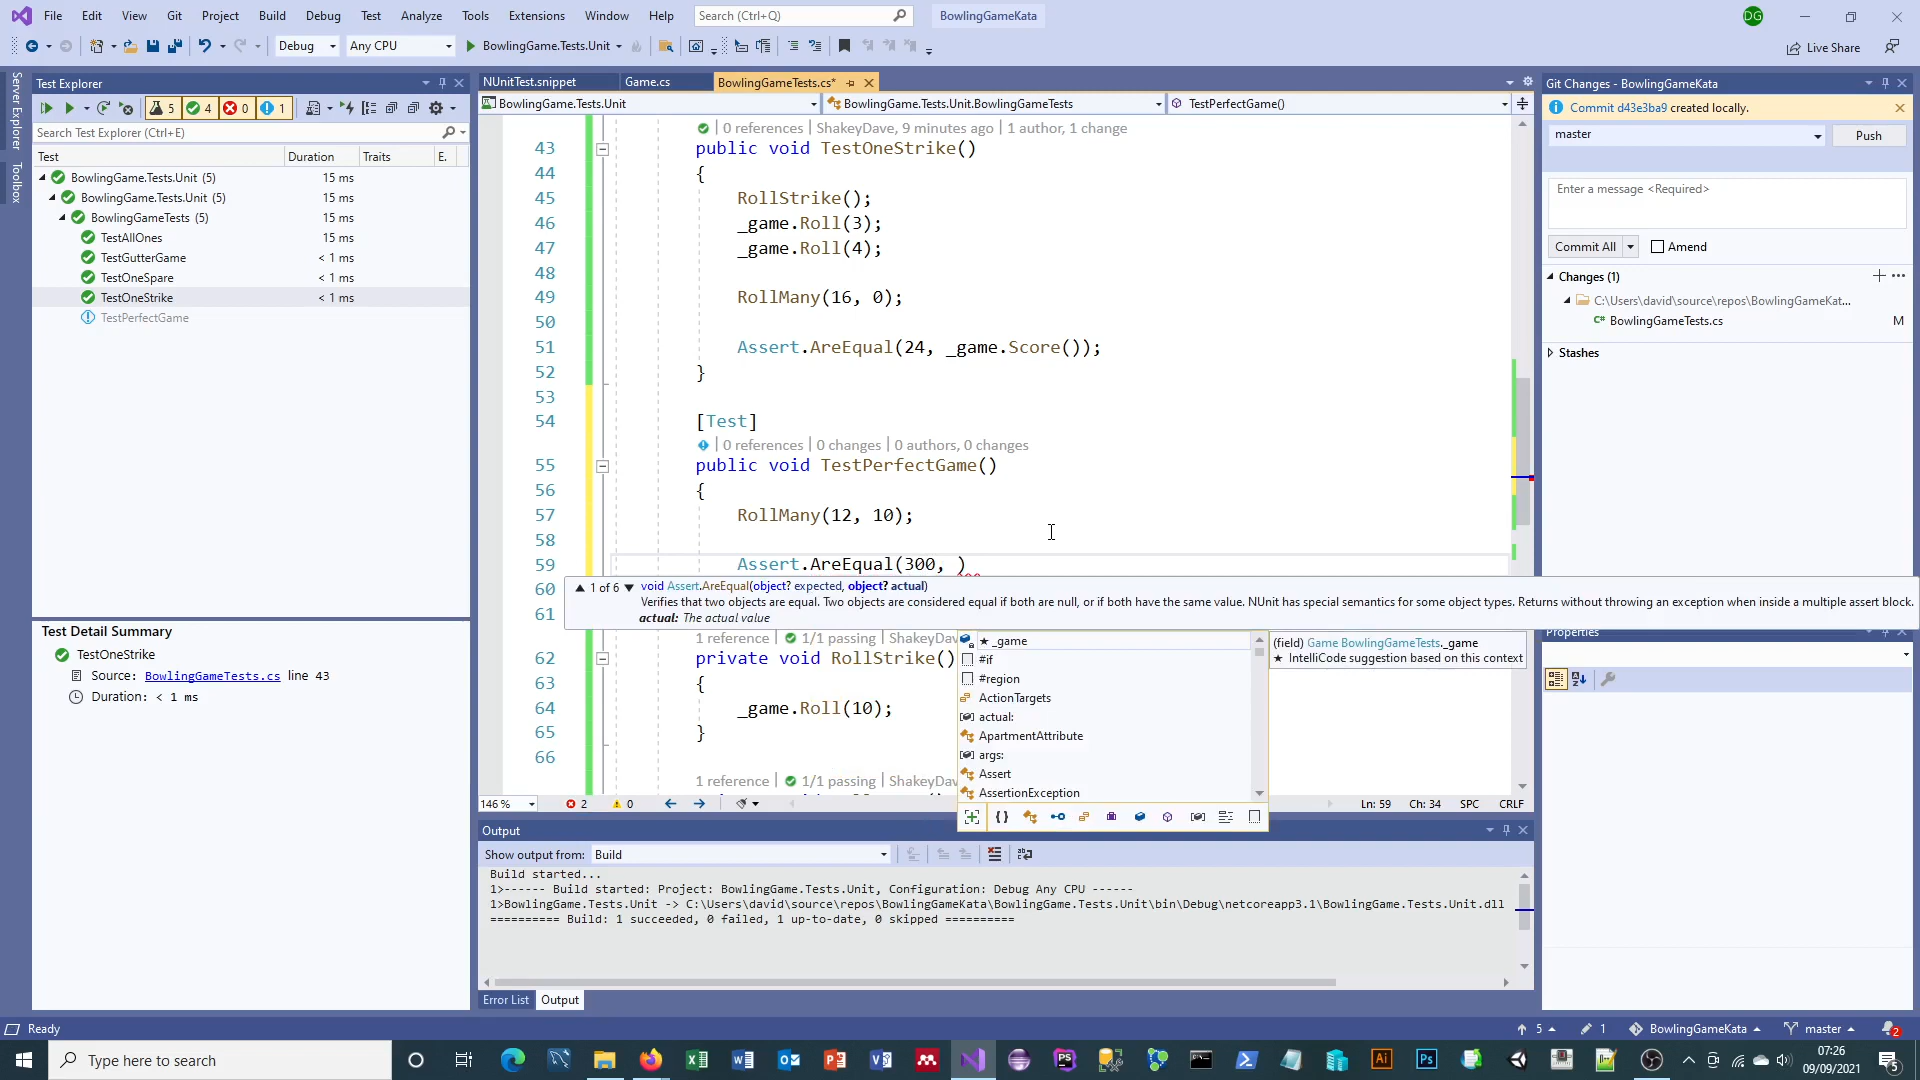 File Edit View Git Project Build Debug Test Analyze Tools Extensions Window Help Search (Ctrl+Q) BowlingGameKata DG
Debug Any CPU BowlingGame.Tests.Unit Live Share
Server Explorer
Toolbox
Test Explorer
5 4 0 1
Search Test Explorer (Ctrl+E)
Test Duration Traits E.
BowlingGame.Tests.Unit (5) 15 ms
BowlingGame.Tests.Unit (5) 15 ms
BowlingGameTests (5) 15 ms
TestAllOnes 15 ms
TestGutterGame < 1 ms
TestOneSpare < 1 ms
TestOneStrike < 1 ms
TestPerfectGame
Test Detail Summary
TestOneStrike
Source: BowlingGameTests.cs line 43
Duration: < 1 ms
NUnitTest.snippet Game.cs BowlingGameTests.cs*
BowlingGame.Tests.Unit BowlingGame.Tests.Unit.BowlingGameTests TestPerfectGame()
0 references | ShakeyDave, 9 minutes ago | 1 author, 1 change
43 public void TestOneStrike()
44 {
45 RollStrike();
46 _game.Roll(3);
47 _game.Roll(4);
48
49 RollMany(16, 0);
50
51 Assert.AreEqual(24, _game.Score());
52 }
53
54 [Test]
0 references | 0 changes | 0 authors, 0 changes
55 public void TestPerfectGame()
56 {
57 RollMany(12, 10);
58
59 Assert.AreEqual(300, )
60
61
1 of 6 void Assert.AreEqual(object? expected, object? actual)
Verifies that two objects are equal. Two objects are considered equal if both are null, or if both have the same value. NUnit has special semantics for some object types. Returns without throwing an exception when inside a multiple assert block.
actual: The actual value
1 reference | 1/1 passing | ShakeyDav
62 private void RollStrike()
63 {
64 _game.Roll(10);
65 }
66
1 reference | 1/1 passing | ShakeyDav
★ _game
#if
#region
ActionTargets
actual:
ApartmentAttribute
args:
Assert
AssertionException
(field) Game BowlingGameTests._game
★ IntelliCode suggestion based on this context
146 % 2 0 Ln: 59 Ch: 34 SPC CRLF
Output
Show output from: Build
Build started...
1>------ Build started: Project: BowlingGame.Tests.Unit, Configuration: Debug Any CPU ------
1>BowlingGame.Tests.Unit -> C:\Users\david\source\repos\BowlingGameKata\BowlingGame.Tests.Unit\bin\Debug\netcoreapp3.1\BowlingGame.Tests.Unit.dll
========== Build: 1 succeeded, 0 failed, 1 up-to-date, 0 skipped ==========
Error List Output
Git Changes - BowlingGameKata
Commit d43e3ba9 created locally.
master Push
Enter a message <Required>
Commit All Amend
Changes (1)
C:\Users\david\source\repos\BowlingGameKat...
C# BowlingGameTests.cs M
Stashes
Properties
Ready 5 1 BowlingGameKata master 2
Type here to search
07:26
09/09/2021
5